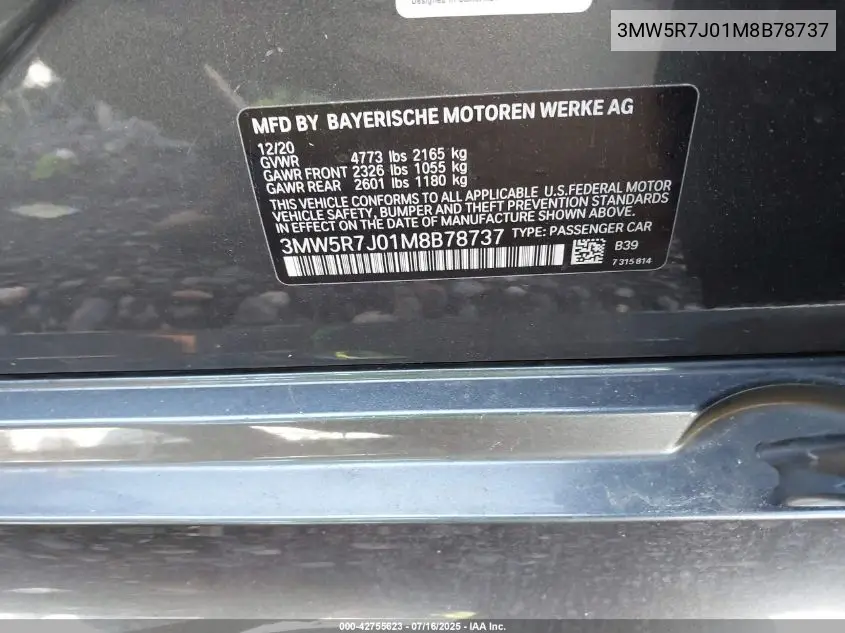 3MW5R7J01M8B78737
MFD BY BAYERISCHE MOTOREN WERKE AG
12/20
GVWR 4773 lbs 2165 kg
GAWR FRONT 2326 lbs 1055 kg
GAWR REAR 2601 lbs 1180 kg
THIS VEHICLE CONFORMS TO ALL APPLICABLE U.S.FEDERAL MOTOR
VEHICLE SAFETY, BUMPER AND THEFT PREVENTION STANDARDS
IN EFFECT ON THE DATE OF MANUFACTURE SHOWN ABOVE.
3MW5R7J01M8B78737 TYPE: PASSENGER CAR
B39
7315814
000-42755623 - 07/16/2025 - IAA Inc.